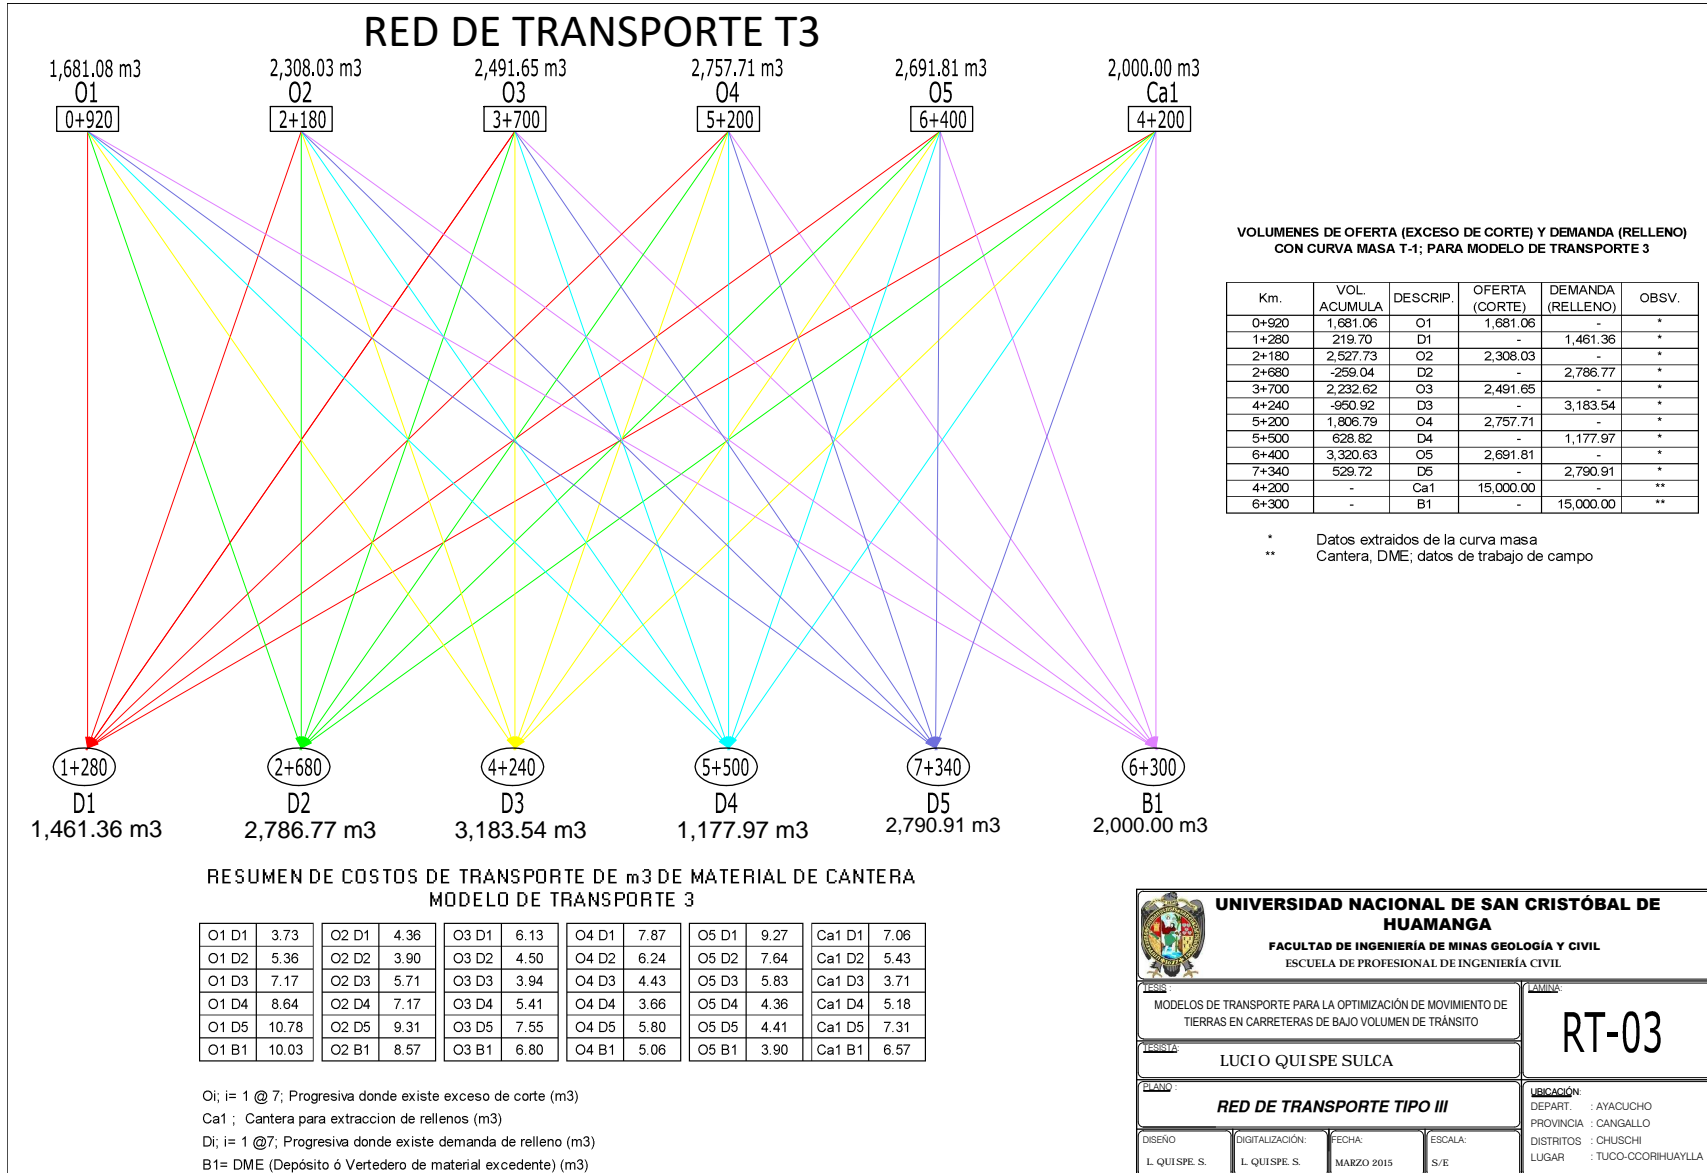 RED DE TRANSPORTE T3
1,681.08 m3 2,308.03 m3 2,491.65 m3 2,757.71 m3 2,691.81 m3 2,000.00 m3
O1 O2 O3 O4 O5 Ca1
0+920 2+180 3+700 5+200 6+400 4+200
1+280 2+680 4+240 5+500 7+340 6+300
D1 D2 D3 D4 D5 B1
1,461.36 m3 2,786.77 m3 3,183.54 m3 1,177.97 m3 2,790.91 m3 2,000.00 m3
VOLUMENES DE OFERTA (EXCESO DE CORTE) Y DEMANDA (RELLENO)
CON CURVA MASA T-1; PARA MODELO DE TRANSPORTE 3
Km. VOL. ACUMULA DESCRIP. OFERTA (CORTE) DEMANDA (RELLENO) OBSV.
0+920 1,681.06 O1 1,681.06 - *
1+280 219.70 D1 - 1,461.36 *
2+180 2,527.73 O2 2,308.03 - *
2+680 -259.04 D2 - 2,786.77 *
3+700 2,232.62 O3 2,491.65 - *
4+240 -950.92 D3 - 3,183.54 *
5+200 1,806.79 O4 2,757.71 - *
5+500 628.82 D4 - 1,177.97 *
6+400 3,320.63 O5 2,691.81 - *
7+340 529.72 D5 - 2,790.91 *
4+200 - Ca1 15,000.00 - **
6+300 - B1 - 15,000.00 **
* Datos extraidos de la curva masa
** Cantera, DME; datos de trabajo de campo
RESUMEN DE COSTOS DE TRANSPORTE DE m3 DE MATERIAL DE CANTERA
MODELO DE TRANSPORTE 3
O1 D1 3.73 O2 D1 4.36 O3 D1 6.13 O4 D1 7.87 O5 D1 9.27 Ca1 D1 7.06
O1 D2 5.36 O2 D2 3.90 O3 D2 4.50 O4 D2 6.24 O5 D2 7.64 Ca1 D2 5.43
O1 D3 7.17 O2 D3 5.71 O3 D3 3.94 O4 D3 4.43 O5 D3 5.83 Ca1 D3 3.71
O1 D4 8.64 O2 D4 7.17 O3 D4 5.41 O4 D4 3.66 O5 D4 4.36 Ca1 D4 5.18
O1 D5 10.78 O2 D5 9.31 O3 D5 7.55 O4 D5 5.80 O5 D5 4.41 Ca1 D5 7.31
O1 B1 10.03 O2 B1 8.57 O3 B1 6.80 O4 B1 5.06 O5 B1 3.90 Ca1 B1 6.57
Oi; i= 1 @ 7; Progresiva donde existe exceso de corte (m3)
Ca1 ; Cantera para extraccion de rellenos (m3)
Di; i= 1 @7; Progresiva donde existe demanda de relleno (m3)
B1= DME (Depósito ó Vertedero de material excedente) (m3)
UNIVERSIDAD NACIONAL DE SAN CRISTÓBAL DE
HUAMANGA
FACULTAD DE INGENIERÍA DE MINAS GEOLOGÍA Y CIVIL
ESCUELA DE PROFESIONAL DE INGENIERÍA CIVIL
TESIS :
MODELOS DE TRANSPORTE PARA LA OPTIMIZACIÓN DE MOVIMIENTO DE
TIERRAS EN CARRETERAS DE BAJO VOLUMEN DE TRÁNSITO
LAMINA:
RT-03
TESISTA:
LUCIO QUISPE SULCA
PLANO :
RED DE TRANSPORTE TIPO III
UBICACIÓN:
DEPART. : AYACUCHO
PROVINCIA : CANGALLO
DISTRITOS : CHUSCHI
LUGAR : TUCO-CCORIHUAYLLA
DISEÑO
L. QUISPE. S.
DIGITALIZACIÓN:
L. QUISPE. S.
FECHA:
MARZO 2015
ESCALA:
S/E